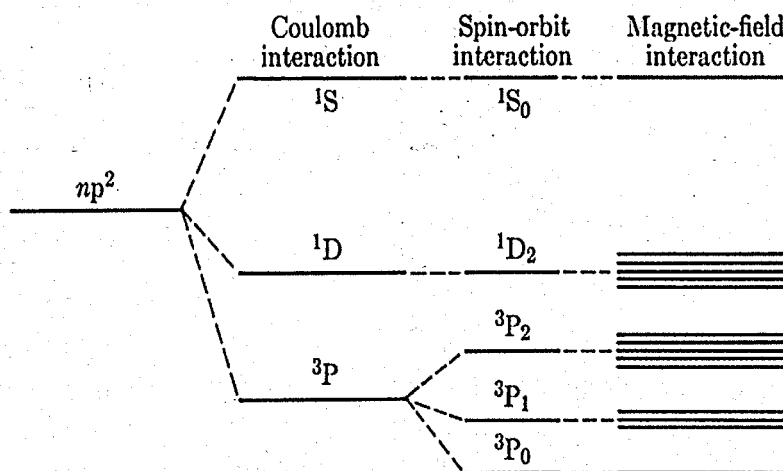 Coulomb interaction
Spin-orbit interaction
Magnetic-field interaction
¹S
¹S₀
np²
¹D
¹D₂
³P₂
³P
³P₁
³P₀